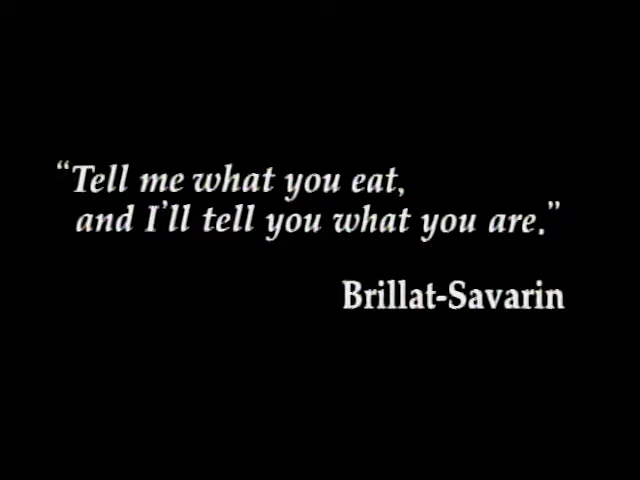 “Tell me what you eat,
and I’ll tell you what you are.”
Brillat-Savarin